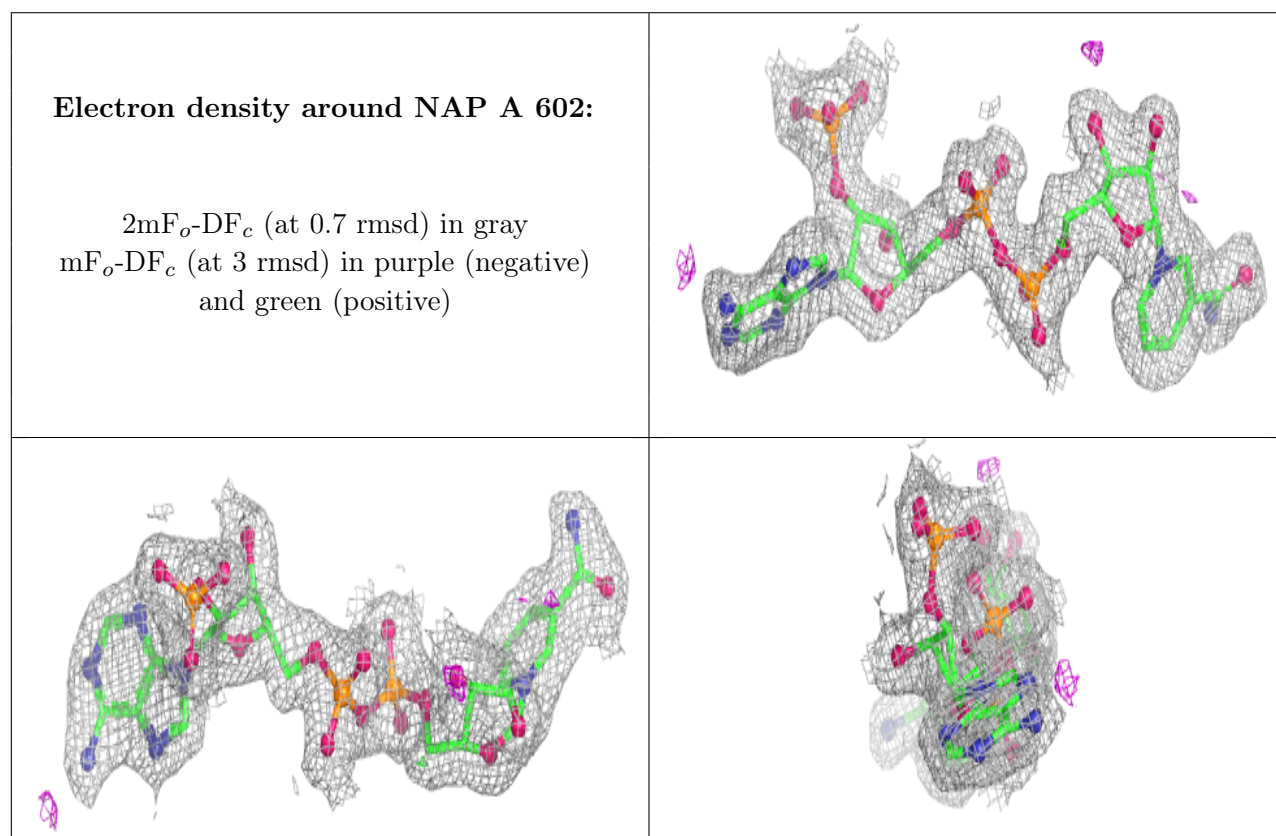 Electron density around NAP A 602:
2mFo-DFc (at 0.7 rmsd) in gray
mFo-DFc (at 3 rmsd) in purple (negative)
and green (positive)